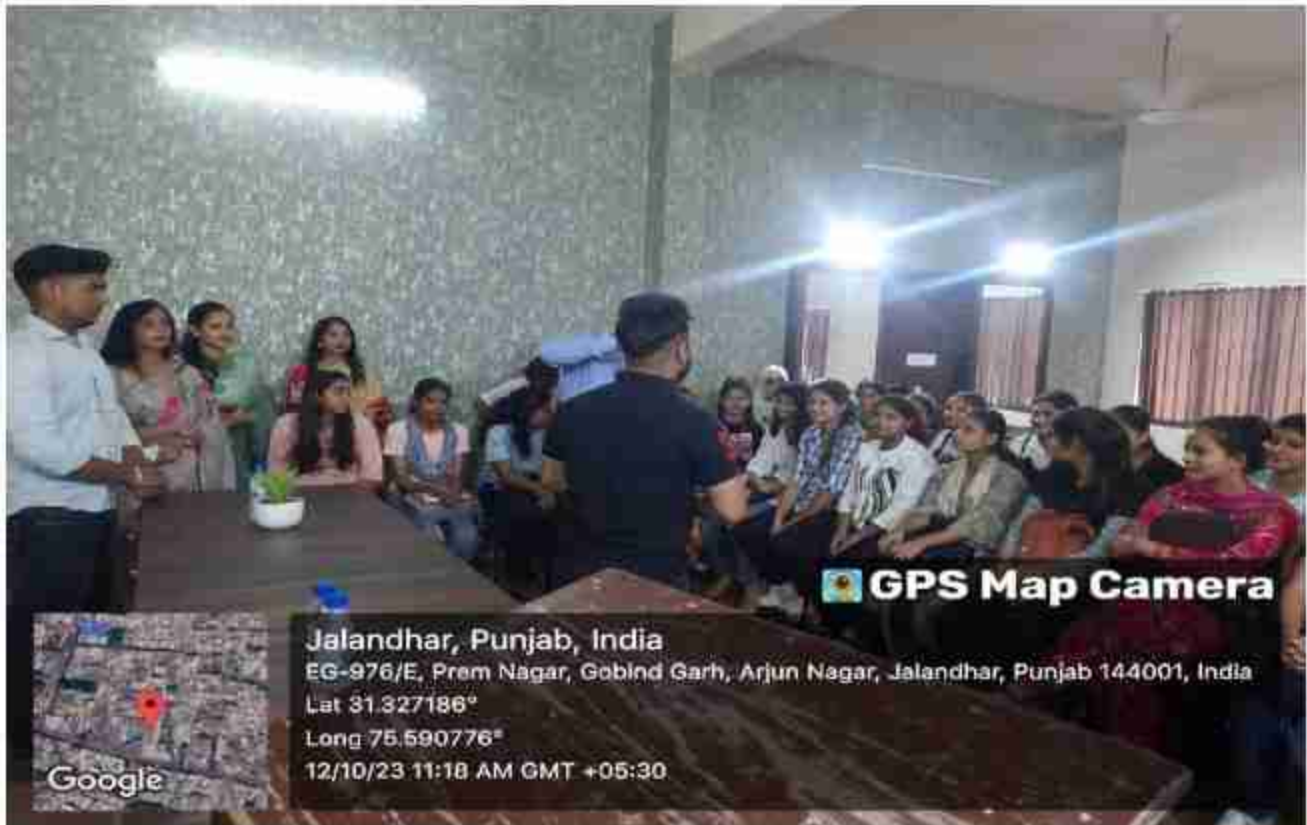 GPS Map Camera
Jalandhar, Punjab, India
EG-976/E, Prem Nagar, Gobind Garh, Arjun Nagar, Jalandhar, Punjab 144001, India
Lat 31.327186°
Long 75.590776°
12/10/23 11:18 AM GMT +05:30
Google